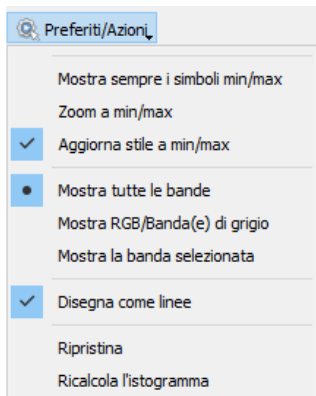 Preferiti/Azioni
Mostra sempre i simboli min/max
Zoom a min/max
Aggiorna stile a min/max
Mostra tutte le bande
Mostra RGB/Banda(e) di grigio
Mostra la banda selezionata
Disegna come linee
Ripristina
Ricalcola l'istogramma